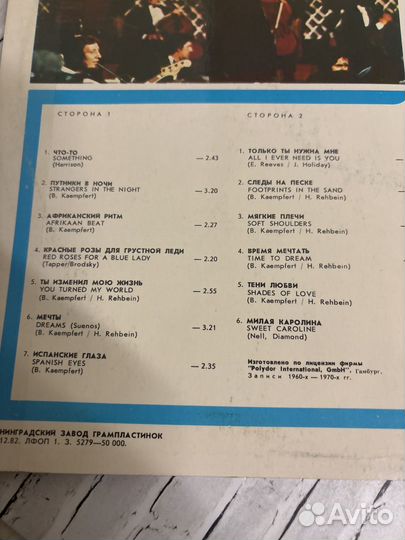 СТОРОНА 1
1. ЧТО-ТО
SOMETHING — 2.43
(Harrison)
2. ПУТНИКИ В НОЧИ
STRANGERS IN THE NIGHT — 3.20
(B. Kaempfert)
3. АФРИКАНСКИЙ РИТМ
AFRIKAAN BEAT — 2.27
(B. Kaempfert)
4. КРАСНЫЕ РОЗЫ ДЛЯ ГРУСТНОЙ ЛЕДИ
RED ROSES FOR A BLUE LADY — 2.20
(Tapper/Brodsky)
5. ТЫ ИЗМЕНИЛ МОЮ ЖИЗНЬ
YOU TURNED MY WORLD — 2.55
(B. Kaempfert / H. Rehbein)
6. МЕЧТЫ
DREAMS (Suenos) — 3.21
(B. Kaempfert / H. Rehbein)
7. ИСПАНСКИЕ ГЛАЗА
SPANISH EYES — 2.35
(B. Kaempfert)
СТОРОНА 2
1. ТОЛЬКО ТЫ НУЖНА МНЕ
ALL I EVER NEED IS YOU
(E. Reeves / J. Holiday)
2. СЛЕДЫ НА ПЕСКЕ
FOOTPRINTS IN THE SAND
(B. Kaempfert / H. Rehbein)
3. МЯГКИЕ ПЛЕЧИ
SOFT SHOULDERS
(B. Kaempfert / H. Rehbein)
4. ВРЕМЯ МЕЧТАТЬ
TIME TO DREAM
(B. Kaempfert / H. Rehbein)
5. ТЕНИ ЛЮБВИ
SHADES OF LOVE
(B. Kaempfert / H. Rehbein)
6. МИЛАЯ КАРОЛИНА
SWEET CAROLINE
(Nell, Diamond)
Изготовлено по лицензии фирмы
"Polydor International, GmbH", Гамбург.
Записи 1960-х — 1970-х гг.
НИНГРАДСКИЙ ЗАВОД ГРАМПЛАСТИНОК
12.82. ЛФОП 1. З. 5279—50 000.
Avito